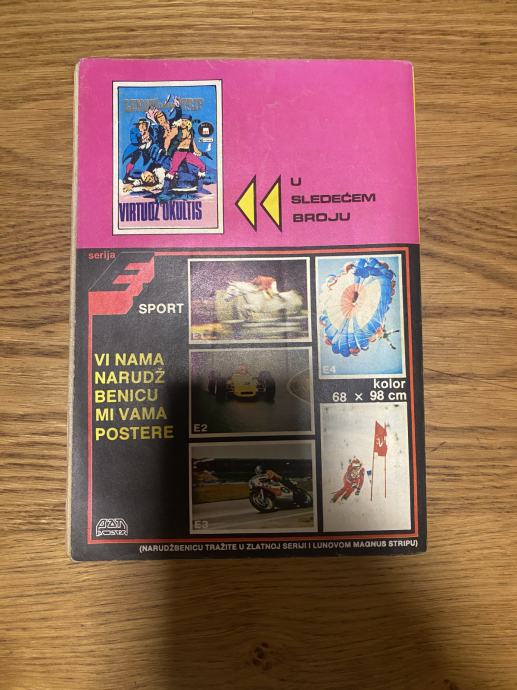 VIRTUOZ OKULTIS
U
SLEDEĆEM
BROJU
serija
E
SPORT
VI NAMA
NARUDŽ
BENICU
MI VAMA
POSTERE
E1
E2
E3
E4
kolor
68 × 98 cm
(NARUDŽBENICU TRAŽITE U ZLATNOJ SERIJI I LUNOVOM MAGNUS STRIPU)